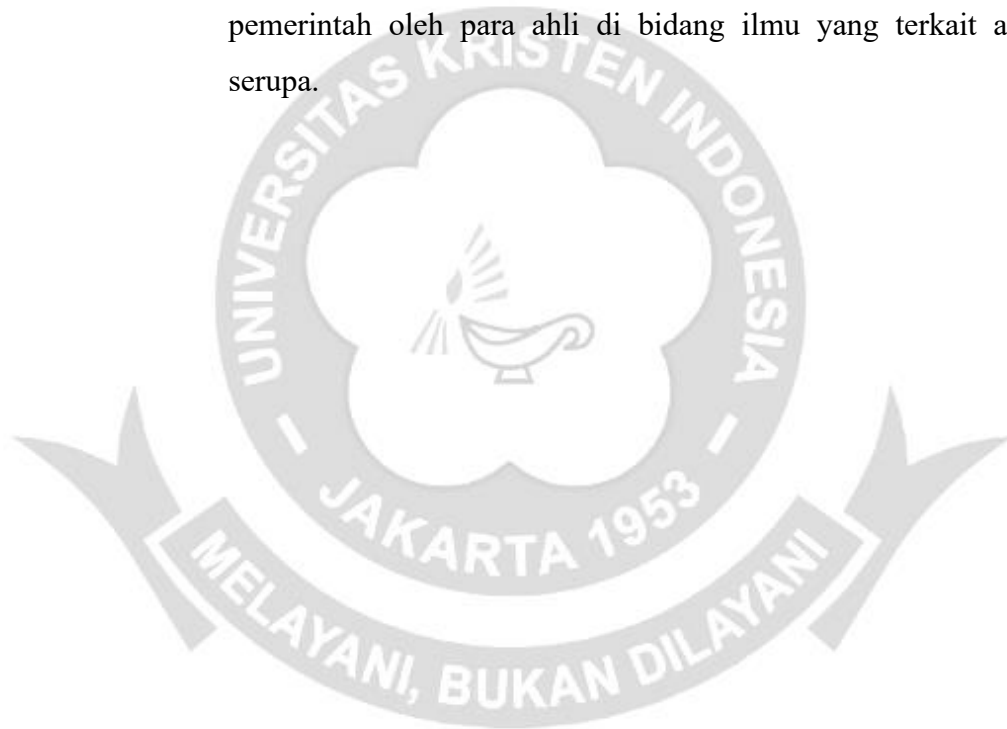 pemerintah oleh para ahli di bidang ilmu yang terkait a
serupa.
UNIVERSITAS KRISTEN INDONESIA
- JAKARTA 1953 -
MELAYANI, BUKAN DILAYANI